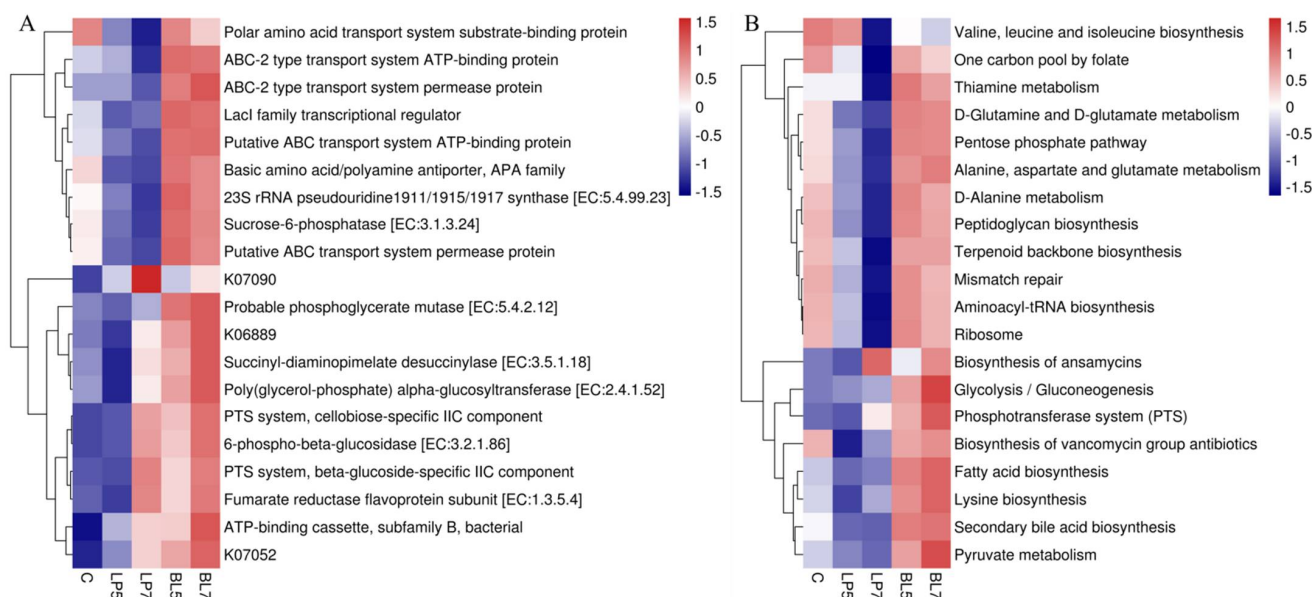 A
Polar amino acid transport system substrate-binding protein
ABC-2 type transport system ATP-binding protein
ABC-2 type transport system permease protein
LacI family transcriptional regulator
Putative ABC transport system ATP-binding protein
Basic amino acid/polyamine antiporter, APA family
23S rRNA pseudouridine1911/1915/1917 synthase [EC:5.4.99.23]
Sucrose-6-phosphatase [EC:3.1.3.24]
Putative ABC transport system permease protein
K07090
Probable phosphoglycerate mutase [EC:5.4.2.12]
K06889
Succinyl-diaminopimelate desuccinylase [EC:3.5.1.18]
Poly(glycerol-phosphate) alpha-glucosyltransferase [EC:2.4.1.52]
PTS system, cellobiose-specific IIC component
6-phospho-beta-glucosidase [EC:3.2.1.86]
PTS system, beta-glucoside-specific IIC component
Fumarate reductase flavoprotein subunit [EC:1.3.5.4]
ATP-binding cassette, subfamily B, bacterial
K07052
C LP5 LP7 BL5 BL7
1.5
1
0.5
0
-0.5
-1
-1.5
B
Valine, leucine and isoleucine biosynthesis
One carbon pool by folate
Thiamine metabolism
D-Glutamine and D-glutamate metabolism
Pentose phosphate pathway
Alanine, aspartate and glutamate metabolism
D-Alanine metabolism
Peptidoglycan biosynthesis
Terpenoid backbone biosynthesis
Mismatch repair
Aminoacyl-tRNA biosynthesis
Ribosome
Biosynthesis of ansamycins
Glycolysis / Gluconeogenesis
Phosphotransferase system (PTS)
Biosynthesis of vancomycin group antibiotics
Fatty acid biosynthesis
Lysine biosynthesis
Secondary bile acid biosynthesis
Pyruvate metabolism
C LP5 LP7 BL5 BL7
1.5
1
0.5
0
-0.5
-1
-1.5